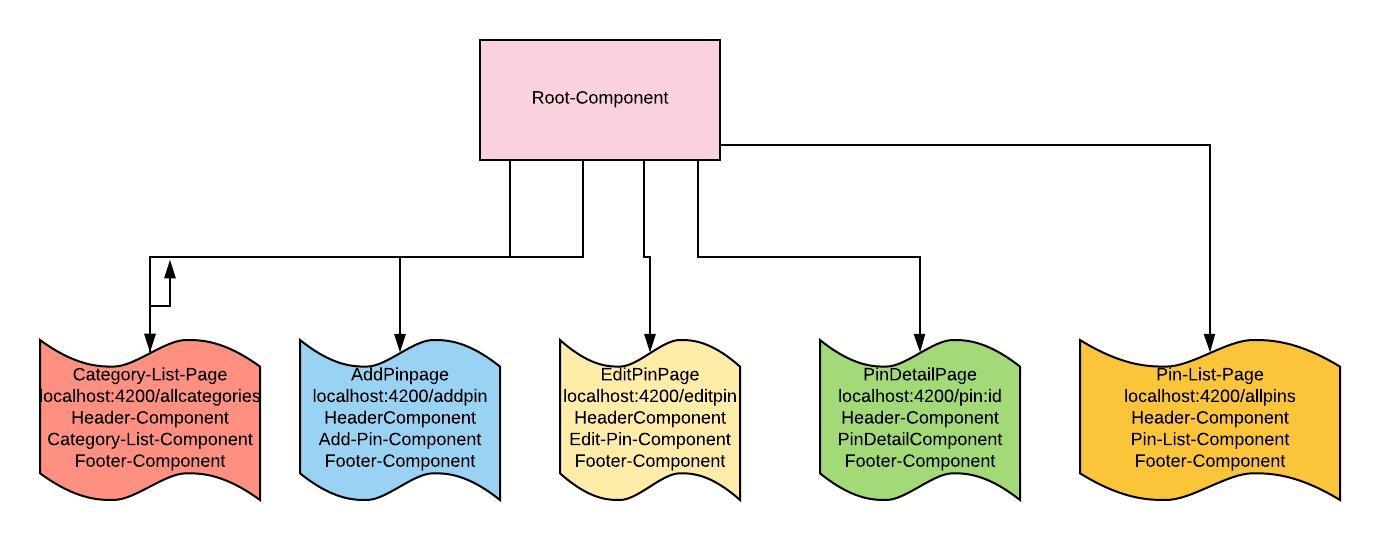 Root-Component
Category-List-Page
localhost:4200/allcategories
Header-Component
Category-List-Component
Footer-Component
AddPinpage
localhost:4200/addpin
HeaderComponent
Add-Pin-Component
Footer-Component
EditPinPage
localhost:4200/editpin
HeaderComponent
Edit-Pin-Component
Footer-Component
PinDetailPage
localhost:4200/pin:id
Header-Component
PinDetailComponent
Footer-Component
Pin-List-Page
localhost:4200/allpins
Header-Component
Pin-List-Component
Footer-Component